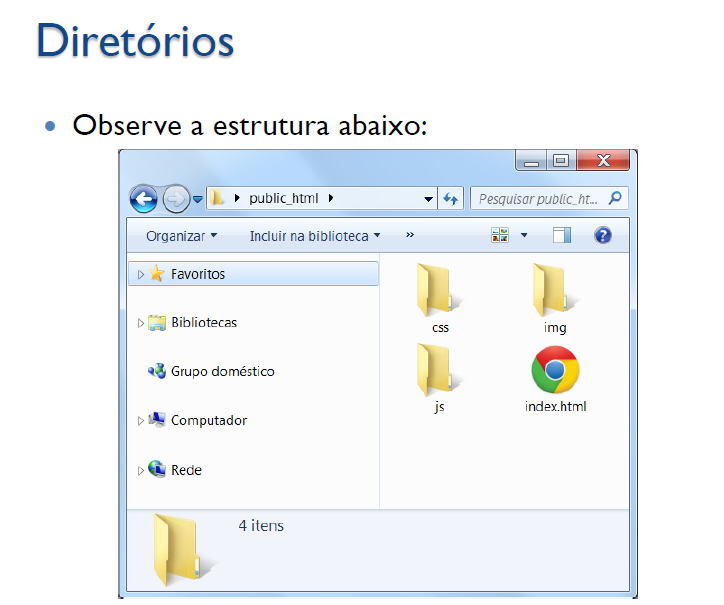 Diretórios
• Observe a estrutura abaixo:
public_html
Pesquisar public_ht...
Organizar
Incluir na biblioteca
»
Favoritos
Bibliotecas
Grupo doméstico
Computador
Rede
css
img
js
index.html
4 itens